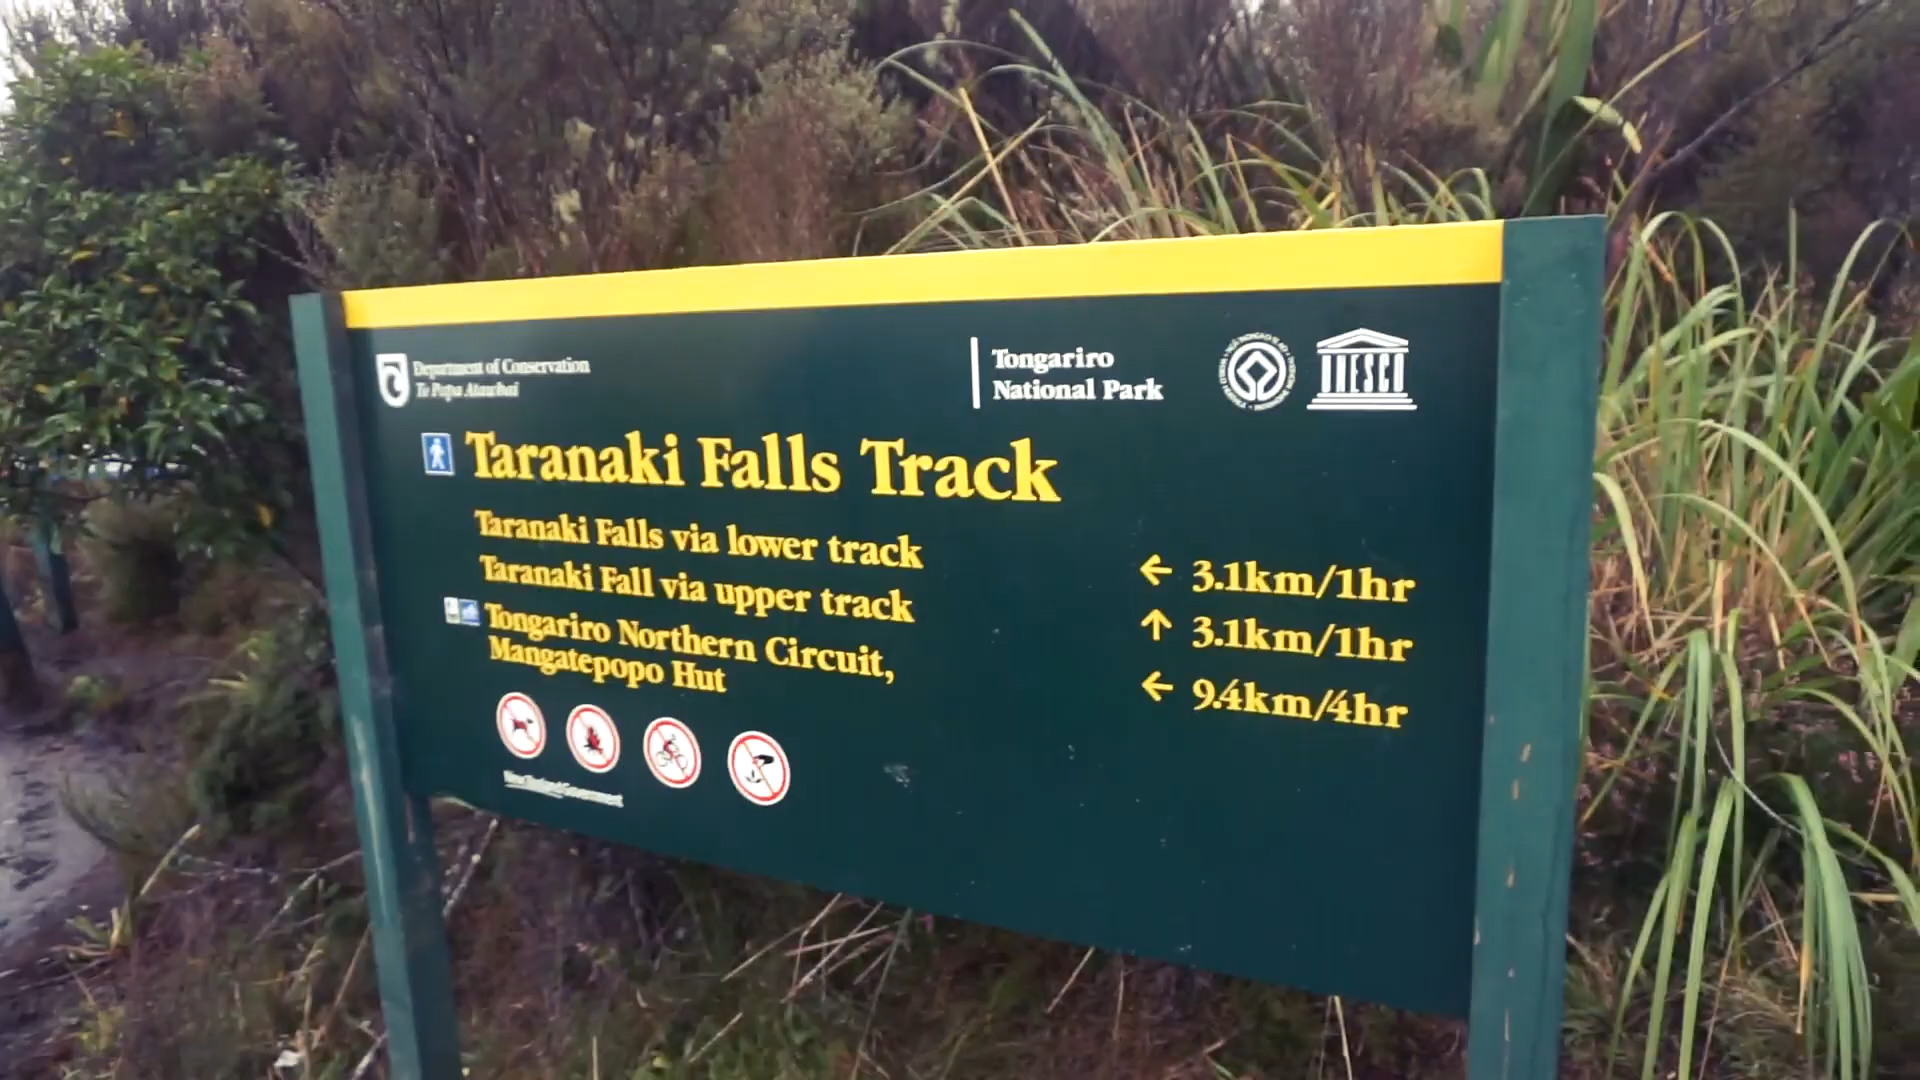 Department of Conservation
Te Papa Atawhai
Tongariro
National Park
UNESCO
Taranaki Falls Track
Taranaki Falls via lower track ← 3.1km/1hr
Taranaki Fall via upper track ↑ 3.1km/1hr
Tongariro Northern Circuit,
Mangatepopo Hut ← 9.4km/4hr
New Zealand Government